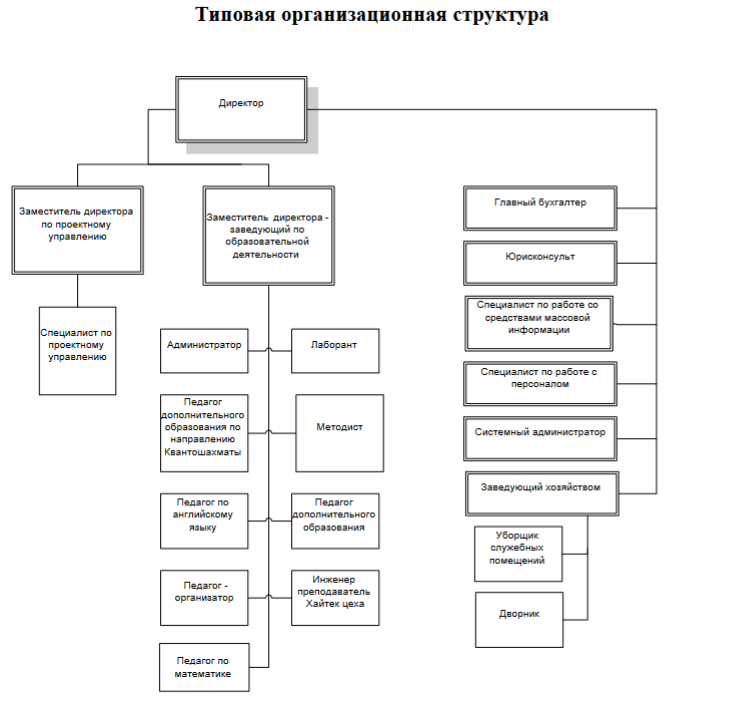 Типовая организационная структура
Директор
Заместитель директора
по проектному
управлению
Заместитель директора -
заведующий по
образовательной
деятельности
Главный бухгалтер
Юрисконсульт
Специалист по работе со
средствами массовой
информации
Специалист по
проектному
управлению
Администратор
Лаборант
Специалист по работе с
персоналом
Педагог
дополнительного
образования по
направлению
Квантошахматы
Методист
Системный администратор
Заведующий хозяйством
Педагог по
английскому
языку
Педагог
дополнительного
образования
Уборщик
служебных
помещений
Педагог -
организатор
Инженер
преподаватель
Хайтек цеха
Дворник
Педагог по
математике